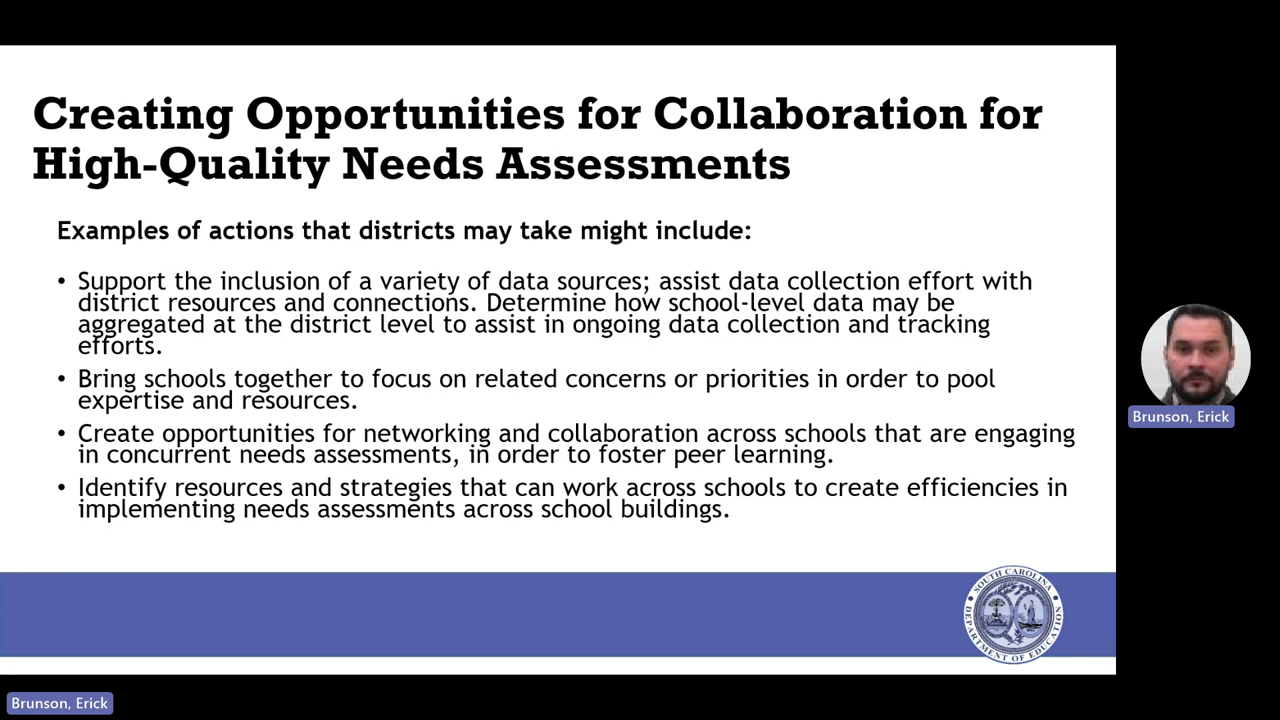 Creating Opportunities for Collaboration for
High-Quality Needs Assessments
Examples of actions that districts may take might include:
• Support the inclusion of a variety of data sources; assist data collection effort with
district resources and connections. Determine how school-level data may be
aggregated at the district level to assist in ongoing data collection and tracking
efforts.
• Bring schools together to focus on related concerns or priorities in order to pool
expertise and resources.
• Create opportunities for networking and collaboration across schools that are engaging
in concurrent needs assessments, in order to foster peer learning.
• Identify resources and strategies that can work across schools to create efficiencies in
implementing needs assessments across school buildings.
SOUTH CAROLINA
DEPARTMENT OF EDUCATION
Brunson, Erick
Brunson, Erick